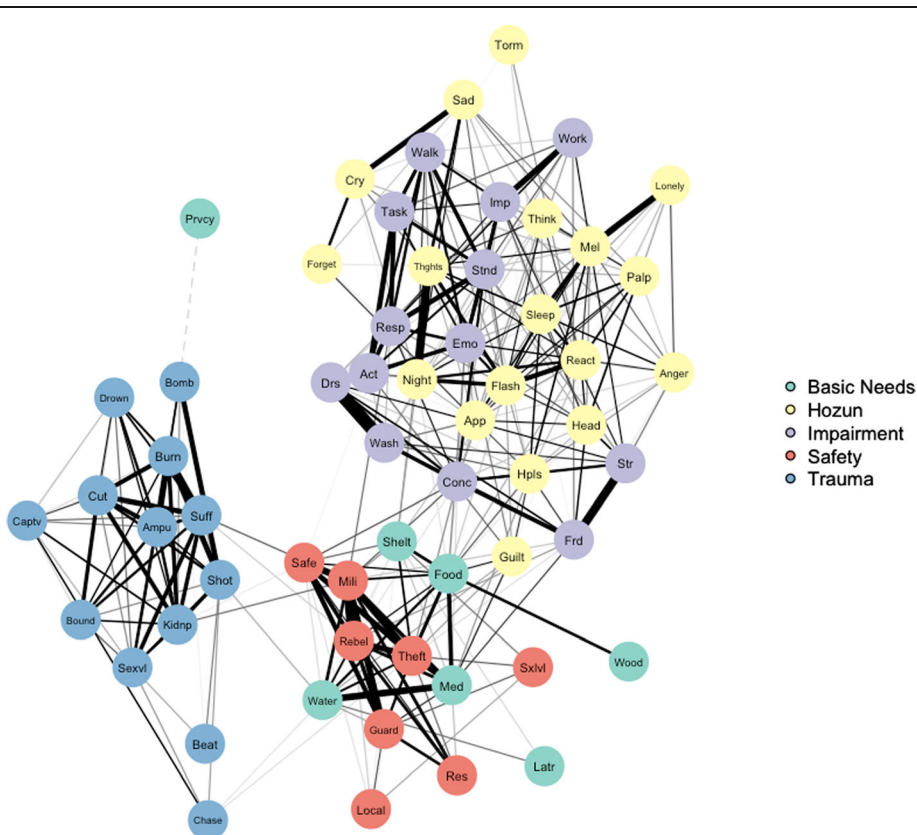 Torm
Sad
Work
Walk
Cry
Lonely
Imp
Task
Think
Prvcy
Mel
Forget
Thghts
Stnd
Palp
Sleep
Resp
Emo
React
Anger
Act
Night
Drs
Flash
Bomb
Drown
App
Head
Wash
Burn
Str
Conc
Hpls
Cut
Suff
Captv
Ampu
Shelt
Frd
Guilt
Safe
Food
Mili
Shot
Bound
Kidnp
Rebel
Theft
Sexvl
Sxlvl
Wood
Med
Water
Guard
Beat
Latr
Res
Local
Chase
Basic Needs
Hozun
Impairment
Safety
Trauma